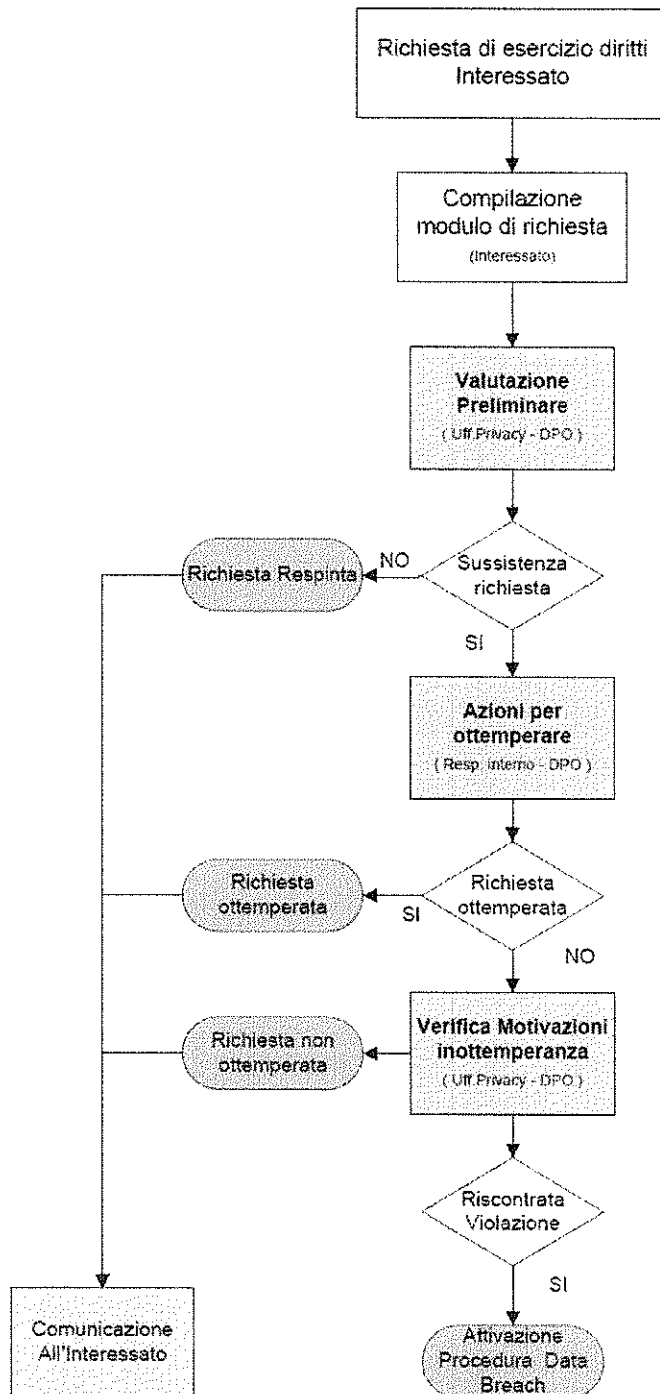 Richiesta di esercizio diritti
Interessato
Compilazione
modulo di richiesta
(Interessato)
Valutazione
Preliminare
( Uff.Privacy - DPO )
Sussistenza
richiesta
NO
Richiesta Respinta
SI
Azioni per
ottemperare
( Resp. Interno - DPO )
Richiesta
ottemperata
SI
Richiesta
ottemperata
NO
Verifica Motivazioni
inottemperanza
( Uff.Privacy - DPO )
Richiesta non
ottemperata
Riscontrata
Violazione
SI
Comunicazione
All'Interessato
Attivazione
Procedura Data
Breach